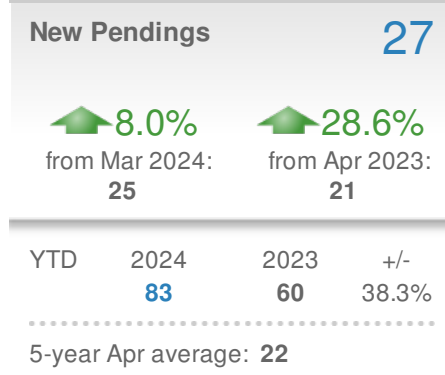 New Pendings 27
8.0% 28.6%
from Mar 2024: from Apr 2023:
25 21
YTD 2024 2023 +/-
83 60 38.3%
5-year Apr average: 22